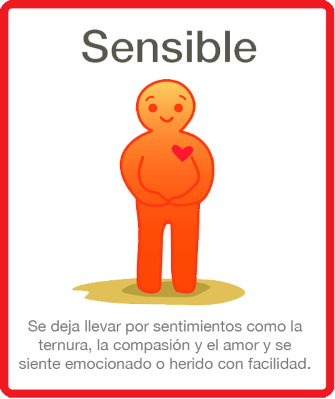 Sensible
Se deja llevar por sentimientos como la
ternura, la compasión y el amor y se
siente emocionado o herido con facilidad.